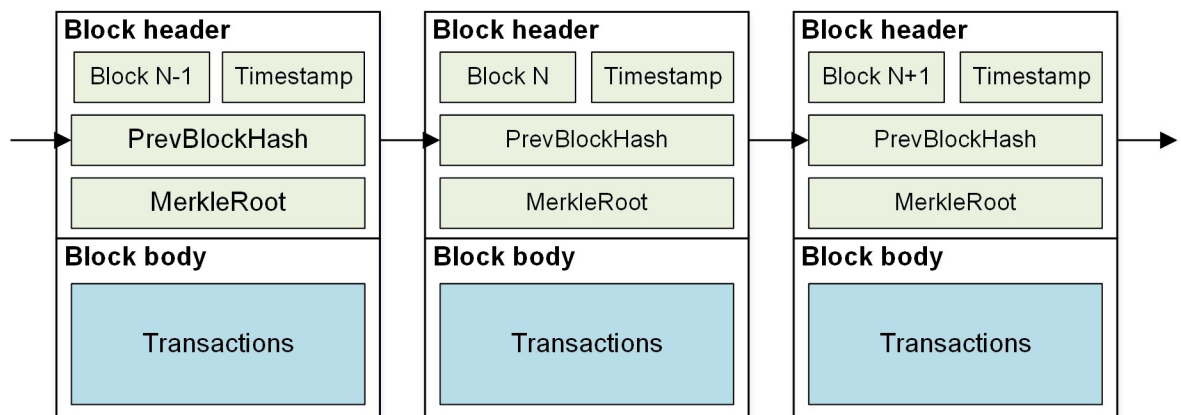 Block header
Block N-1 Timestamp
PrevBlockHash
MerkleRoot
Block body
Transactions
Block header
Block N Timestamp
PrevBlockHash
MerkleRoot
Block body
Transactions
Block header
Block N+1 Timestamp
PrevBlockHash
MerkleRoot
Block body
Transactions